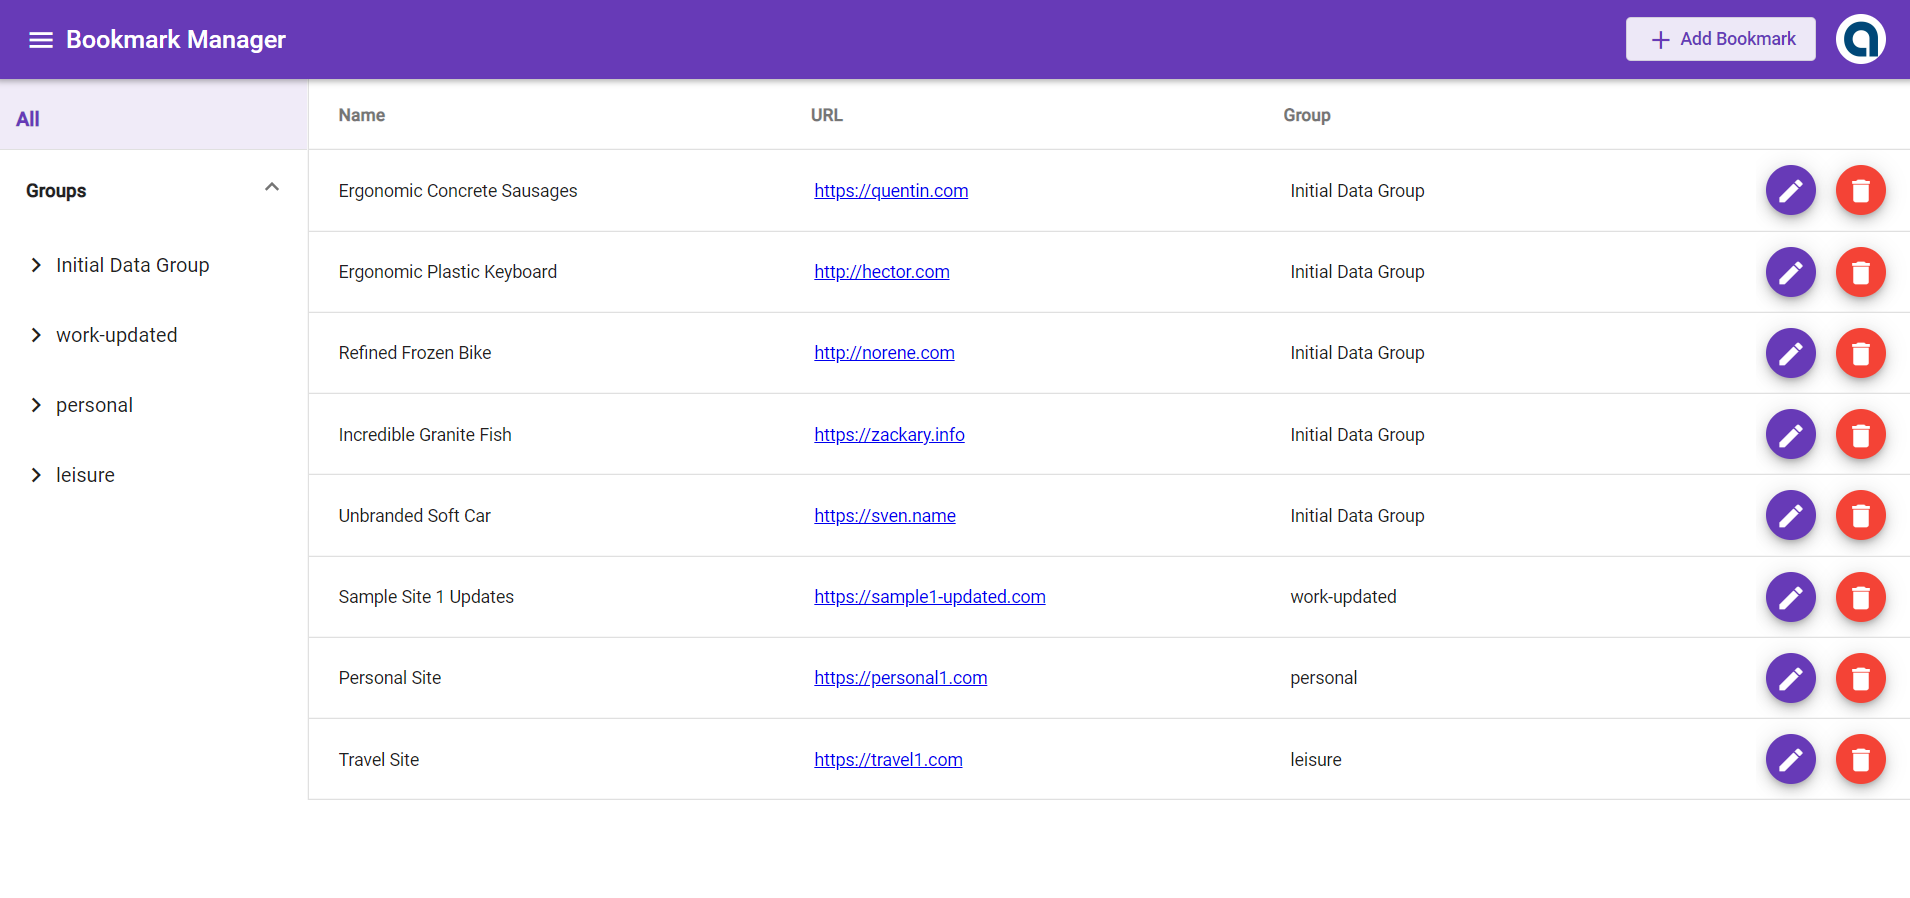 Bookmark Manager
Add Bookmark
All
Name URL Group
Groups
Initial Data Group
work-updated
personal
leisure
Ergonomic Concrete Sausages https://quentin.com Initial Data Group
Ergonomic Plastic Keyboard http://hector.com Initial Data Group
Refined Frozen Bike http://norene.com Initial Data Group
Incredible Granite Fish https://zackary.info Initial Data Group
Unbranded Soft Car https://sven.name Initial Data Group
Sample Site 1 Updates https://sample1-updated.com work-updated
Personal Site https://personal1.com personal
Travel Site https://travel1.com leisure